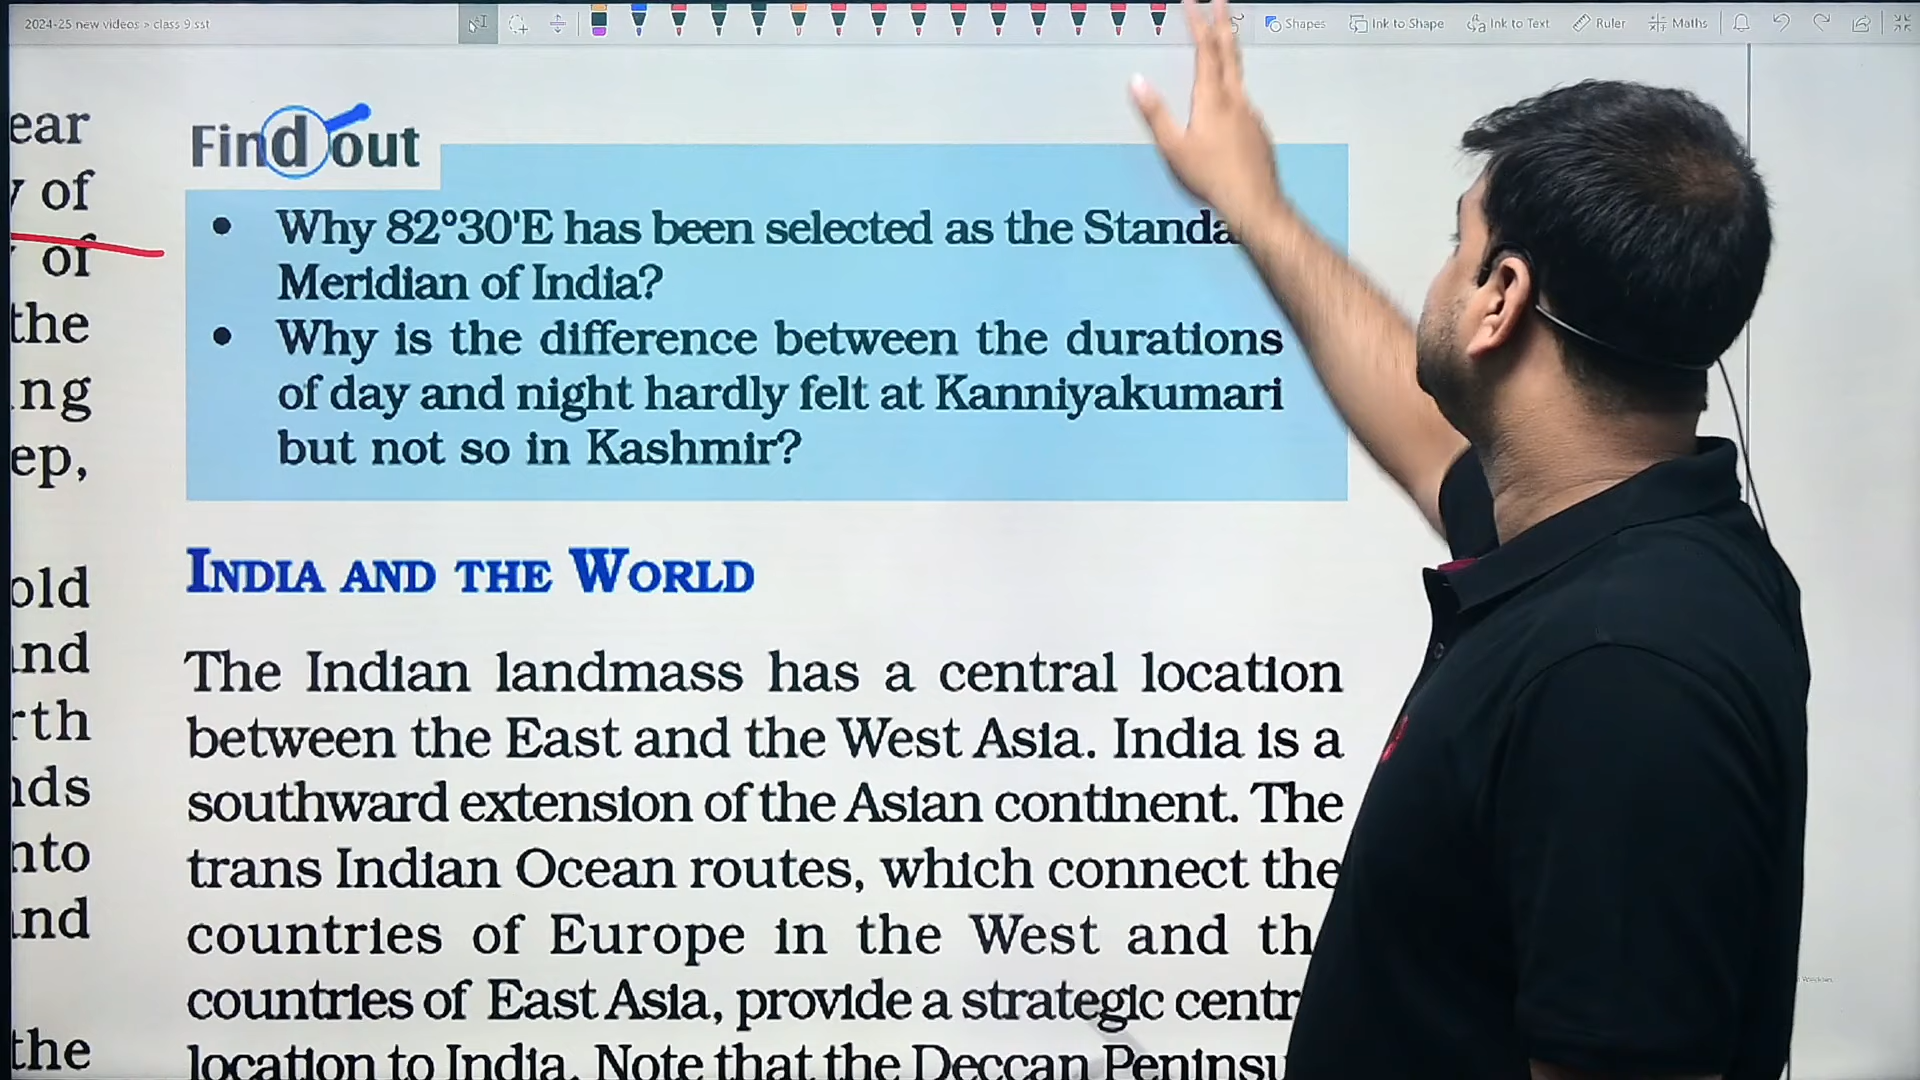 2024-25 new videos > class 9 sst
Shapes
Ink to Shape
Ink to Text
Ruler
Maths
ear
of
of
the
ng
ep,
old
nd
rth
nds
nto
and
the
Find out
• Why 82°30'E has been selected as the Standa
Meridian of India?
• Why is the difference between the durations
of day and night hardly felt at Kanniyakumari
but not so in Kashmir?
INDIA AND THE WORLD
The Indian landmass has a central location
between the East and the West Asia. India is a
southward extension of the Asian continent. The
trans Indian Ocean routes, which connect the
countries of Europe in the West and th
countries of East Asia, provide a strategic centr
location to India. Note that the Deccan Peninsu